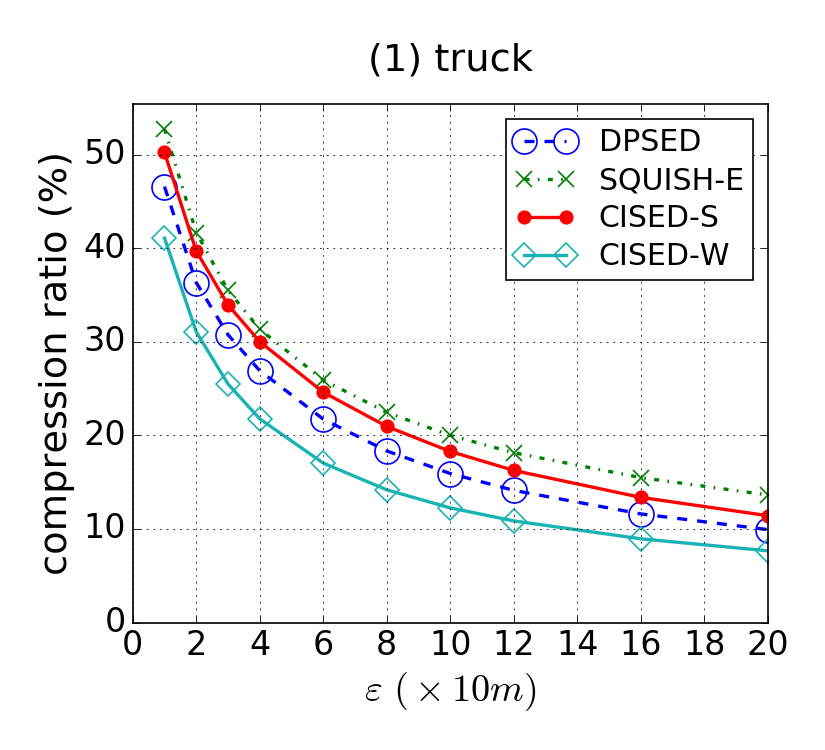 (1) truck
compression ratio (%)
50
40
30
20
10
0
DPSED
SQUISH-E
CISED-S
CISED-W
0 2 4 6 8 10 12 14 16 18 20
ε (×10m)